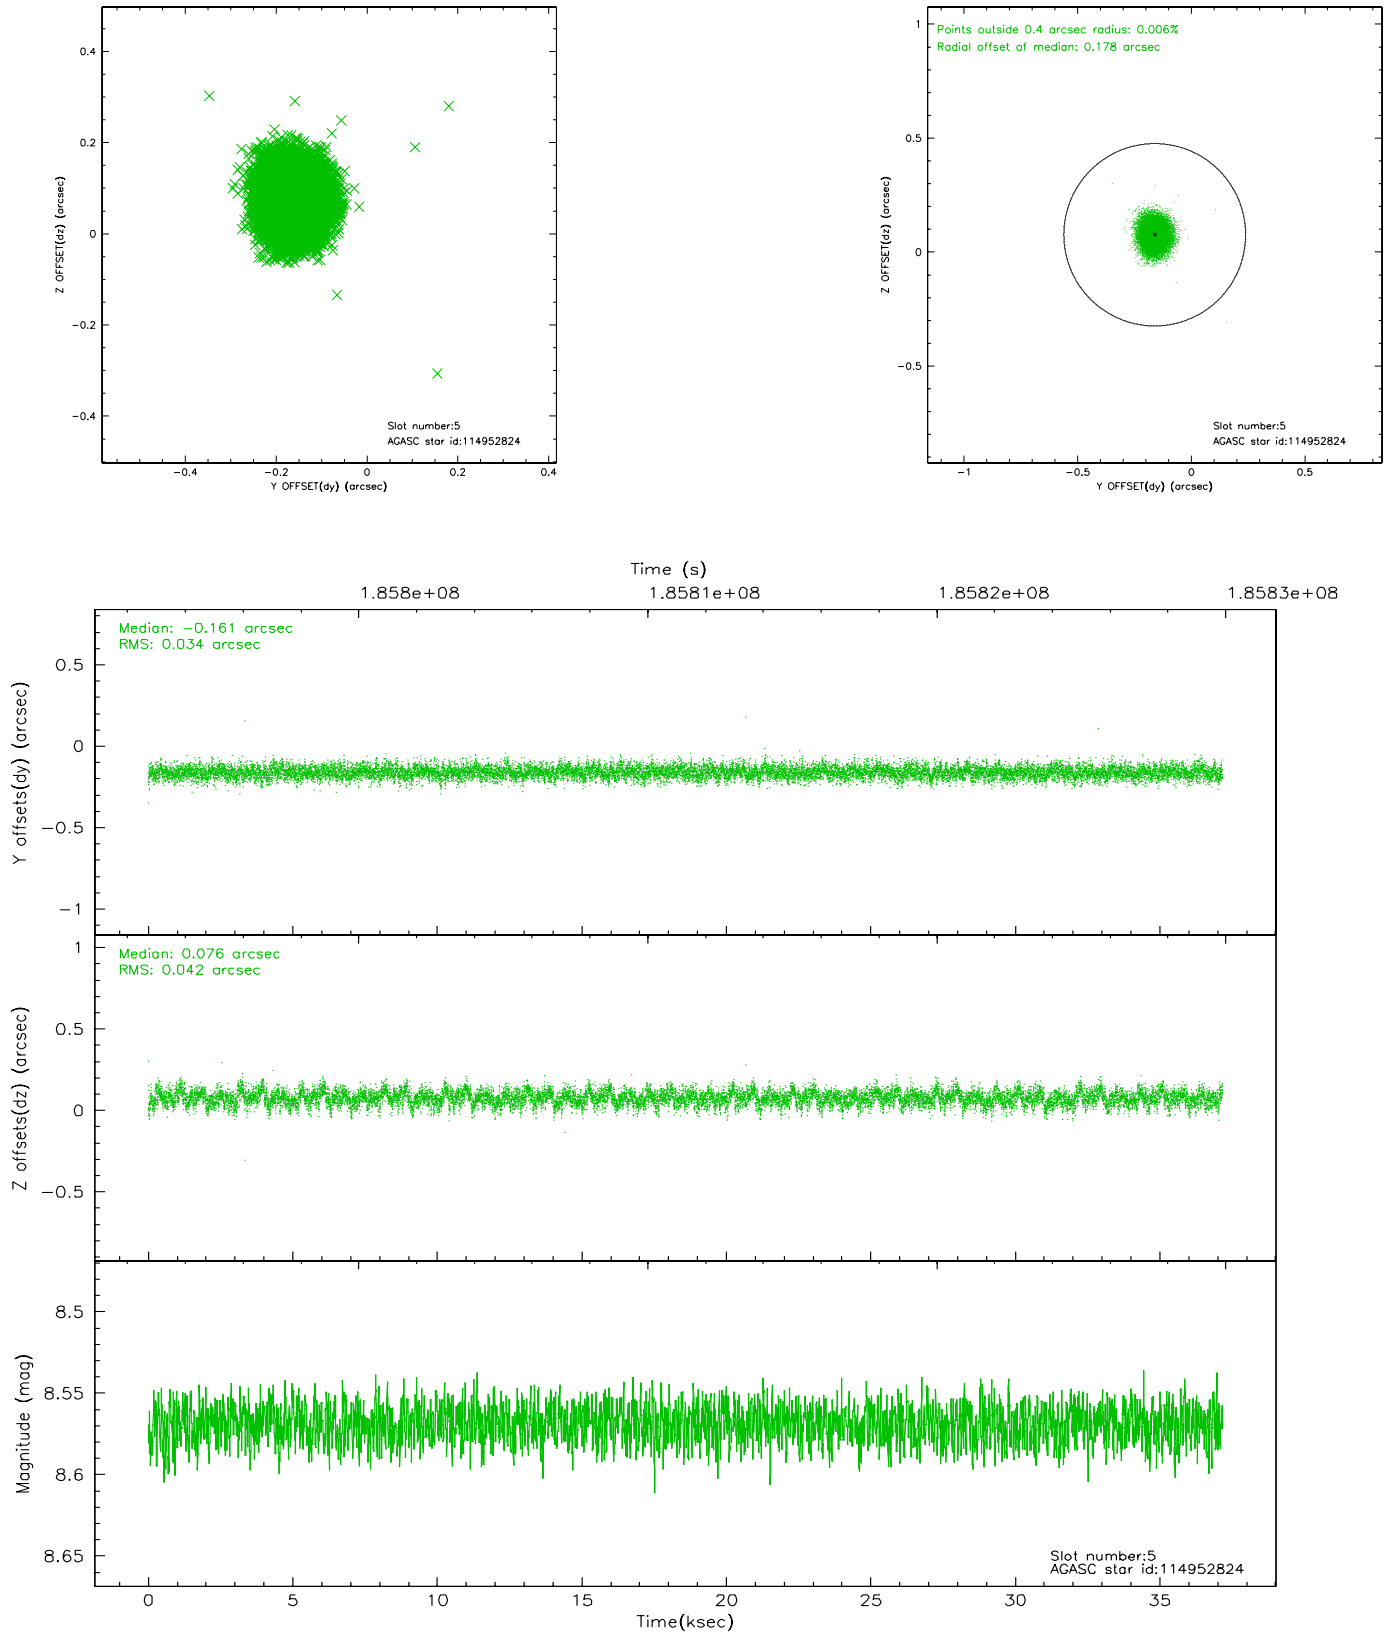 0.4
0.2
0
−0.2
−0.4
Z OFFSET(dz) (arcsec)
Slot number:5
AGASC star id:114952824
−0.4
−0.2
0
0.2
0.4
Y OFFSET(dy) (arcsec)
Points outside 0.4 arcsec radius: 0.006%
Radial offset of median: 0.178 arcsec
1
0.5
0
−0.5
Z OFFSET(dz) (arcsec)
Slot number:5
AGASC star id:114952824
−1
−0.5
0
0.5
Y OFFSET(dy) (arcsec)
Time (s)
1.858e+08
1.8581e+08
1.8582e+08
1.8583e+08
Median: −0.161 arcsec
RMS: 0.034 arcsec
0.5
0
−0.5
−1
Y offsets(dy) (arcsec)
Median: 0.076 arcsec
RMS: 0.042 arcsec
1
0.5
0
−0.5
Z offsets(dz) (arcsec)
8.5
8.55
8.6
8.65
Magnitude (mag)
Slot number:5
AGASC star id:114952824
0
5
10
15
20
25
30
35
Time(ksec)